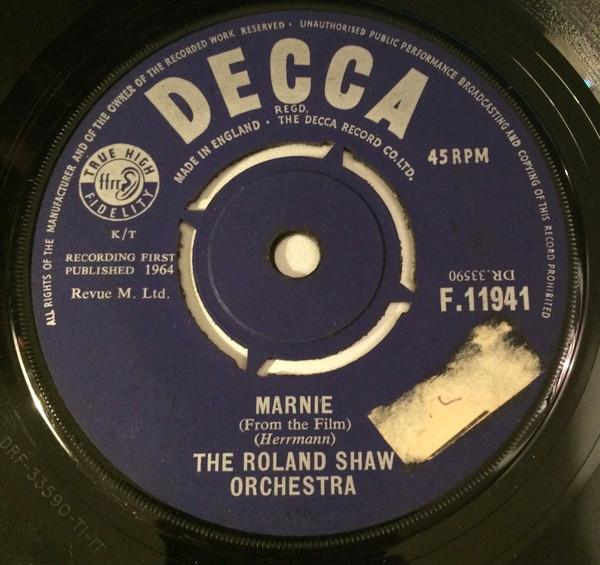 ALL RIGHTS OF THE MANUFACTURER AND OF THE OWNER OF THE RECORDED WORK RESERVED · UNAUTHORISED PUBLIC PERFORMANCE BROADCASTING AND COPYING OF THIS RECORD PROHIBITED
DECCA
REGD.
MADE IN ENGLAND · THE DECCA RECORD CO. LTD.
45 RPM
TRUE HIGH
ffrr
FIDELITY
K/T
RECORDING FIRST
PUBLISHED 1964
Revue M. Ltd.
DR.33590
F.11941
MARNIE
(From the Film)
(Herrmann)
THE ROLAND SHAW
ORCHESTRA
DRF-33590-T1-1T